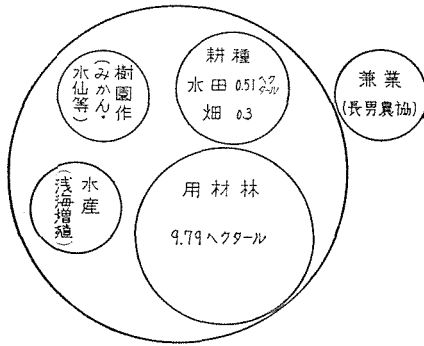 耕種
水田 0.51ヘクタール
畑 0.3
樹園作
(みかん・
水仙等)
兼業
(長男農協)
水産
(浅海増殖)
用材林
9.79ヘクタール